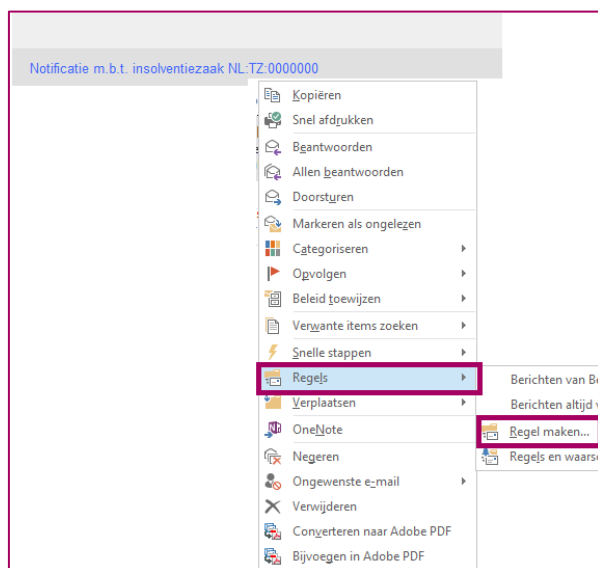 Notificatie m.b.t. insolventiezaak NL:TZ:0000000
Kopiëren
Snel afdrukken
Beantwoorden
Allen beantwoorden
Doorsturen
Markeren als ongelezen
Categoriseren
Opvolgen
Beleid toewijzen
Verwante items zoeken
Snelle stappen
Regels
Verplaatsen
OneNote
Negeren
Ongewenste e-mail
Verwijderen
Converteren naar Adobe PDF
Bijvoegen in Adobe PDF
Berichten van
Berichten altijd
Regel maken...
Regels en